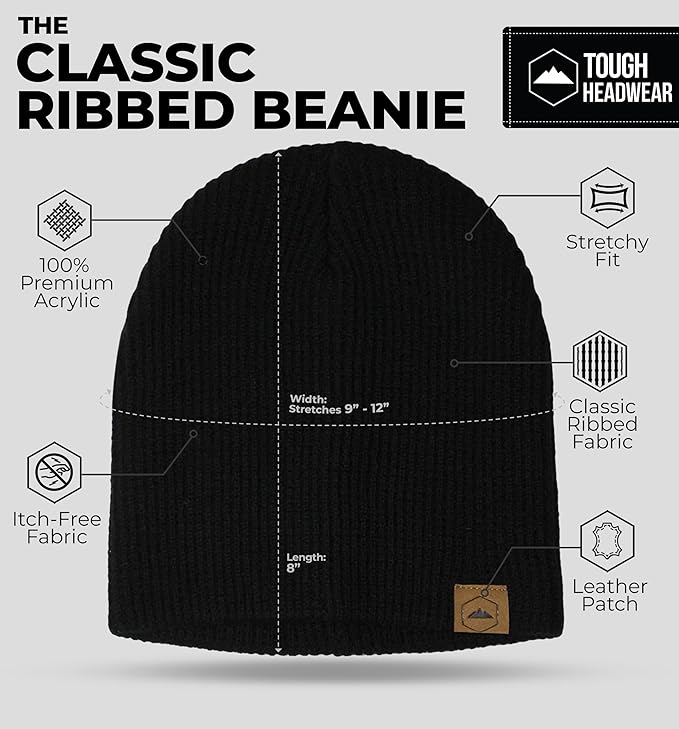 THE
CLASSIC
RIBBED BEANIE
TOUGH
HEADWEAR
100%
Premium
Acrylic
Stretchy
Fit
Width:
Stretches 9” - 12”
Classic
Ribbed
Fabric
Itch-Free
Fabric
Length:
8”
Leather
Patch